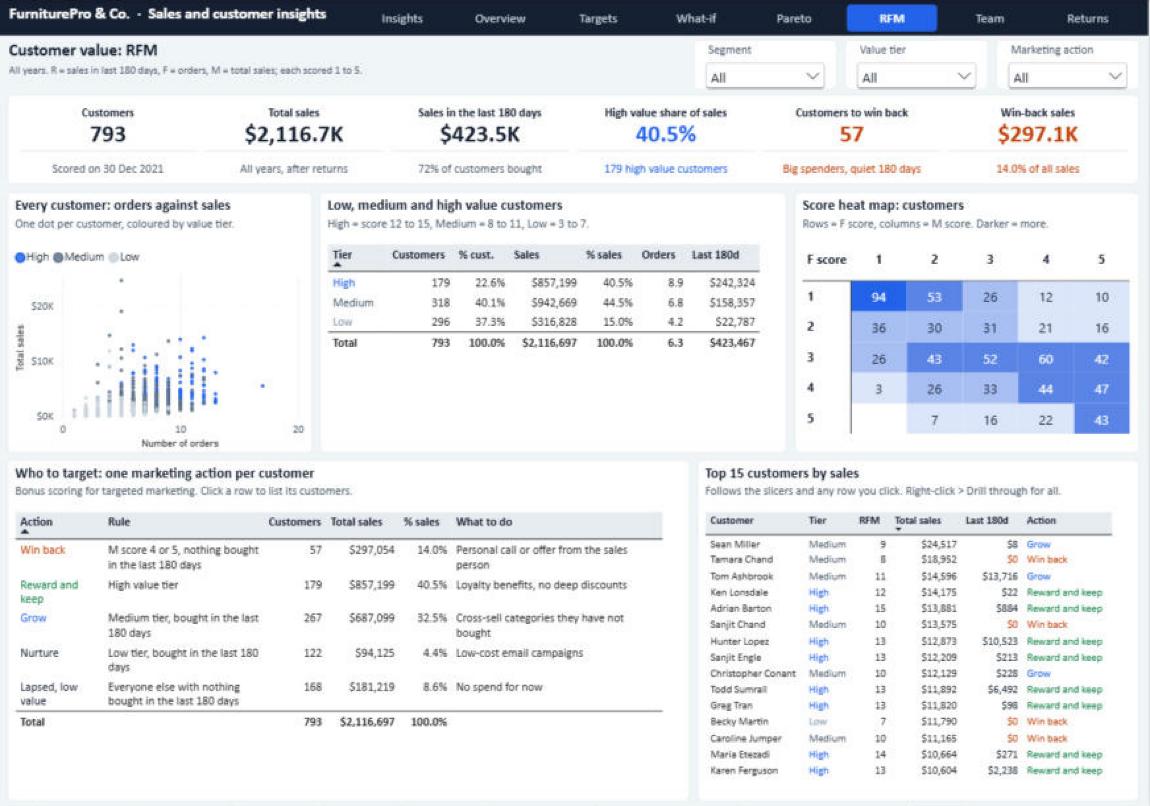 FurniturePro & Co. · Sales and customer insights
Insights Overview Targets What-if Pareto RFM Team Returns
Customer value: RFM
All years. R = sales in last 180 days, F = orders, M = total sales; each scored 1 to 5.
Segment
All
Value tier
All
Marketing action
All
Customers
793
Scored on 30 Dec 2021
Total sales
$2,116.7K
All years, after returns
Sales in the last 180 days
$423.5K
72% of customers bought
High value share of sales
40.5%
179 high value customers
Customers to win back
57
Big spenders, quiet 180 days
Win-back sales
$297.1K
14.0% of all sales
Every customer: orders against sales
One dot per customer, coloured by value tier.
High Medium Low
Total sales
$20K
$10K
$0K
0 10 20
Number of orders
Low, medium and high value customers
High = score 12 to 15, Medium = 8 to 11, Low = 3 to 7.
Tier Customers % cust. Sales % sales Orders Last 180d
High 179 22.6% $857,199 40.5% 8.9 $242,324
Medium 318 40.1% $942,669 44.5% 6.8 $158,357
Low 296 37.3% $316,828 15.0% 4.2 $22,787
Total 793 100.0% $2,116,697 100.0% 6.3 $423,467
Score heat map: customers
Rows = F score, columns = M score. Darker = more.
F score 1 2 3 4 5
1 94 53 26 12 10
2 36 30 31 21 16
3 26 43 52 60 42
4 3 26 33 44 47
5 7 16 22 43
Who to target: one marketing action per customer
Bonus scoring for targeted marketing. Click a row to list its customers.
Action Rule Customers Total sales % sales What to do
Win back M score 4 or 5, nothing bought 57 $297,054 14.0% Personal call or offer from the sales
in the last 180 days person
Reward and High value tier 179 $857,199 40.5% Loyalty benefits, no deep discounts
keep
Grow Medium tier, bought in the last 267 $687,099 32.5% Cross-sell categories they have not
180 days bought
Nurture Low tier, bought in the last 180 122 $94,125 4.4% Low-cost email campaigns
days
Lapsed, low Everyone else with nothing 168 $181,219 8.6% No spend for now
value bought in the last 180 days
Total 793 $2,116,697 100.0%
Top 15 customers by sales
Follows the slicers and any row you click. Right-click > Drill through for all.
Customer Tier RFM Total sales Last 180d Action
Sean Miller Medium 9 $24,517 $8 Grow
Tamara Chand Medium 8 $18,952 $0 Win back
Tom Ashbrook Medium 11 $14,596 $13,716 Grow
Ken Lonsdale High 12 $14,175 $22 Reward and keep
Adrian Barton High 15 $13,881 $884 Reward and keep
Sanjit Chand Medium 10 $13,575 $0 Win back
Hunter Lopez High 13 $12,873 $10,523 Reward and keep
Sanjit Engle High 13 $12,209 $213 Reward and keep
Christopher Conant Medium 10 $12,129 $228 Grow
Todd Sumrall High 13 $11,892 $6,492 Reward and keep
Greg Tran High 13 $11,820 $98 Reward and keep
Becky Martin Low 7 $11,790 $0 Win back
Caroline Jumper Medium 10 $11,165 $0 Win back
Maria Etezadi High 14 $10,664 $271 Reward and keep
Karen Ferguson High 13 $10,604 $2,238 Reward and keep